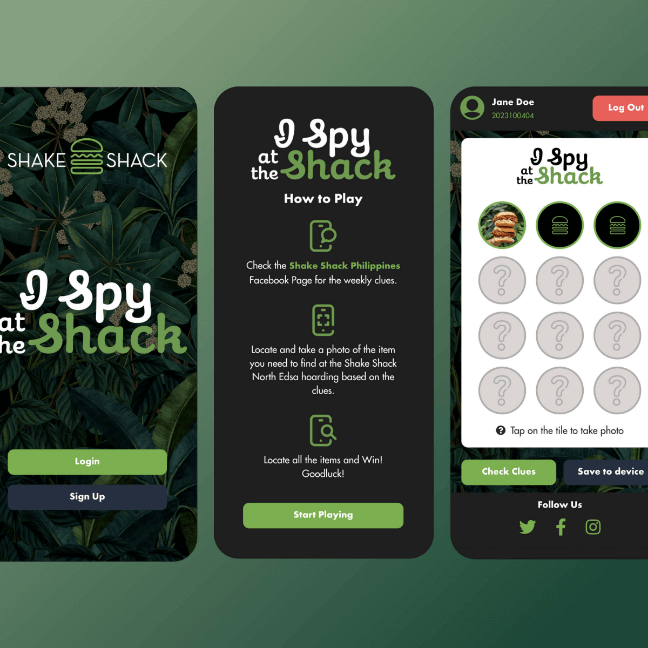 SHAKE SHACK
I Spy
at
the Shack
Login
Sign Up
I Spy
at
the Shack
How to Play
Check the Shake Shack Philippines
Facebook Page for the weekly clues.
Locate and take a photo of the item
you need to find at the Shake Shack
North Edsa hoarding based on the
clues.
Locate all the items and Win!
Goodluck!
Start Playing
Jane Doe
2023100404
Log Out
I Spy
at
the Shack
? ? ?
? ? ?
? ? ?
? Tap on the tile to take photo
Check Clues
Save to device
Follow Us